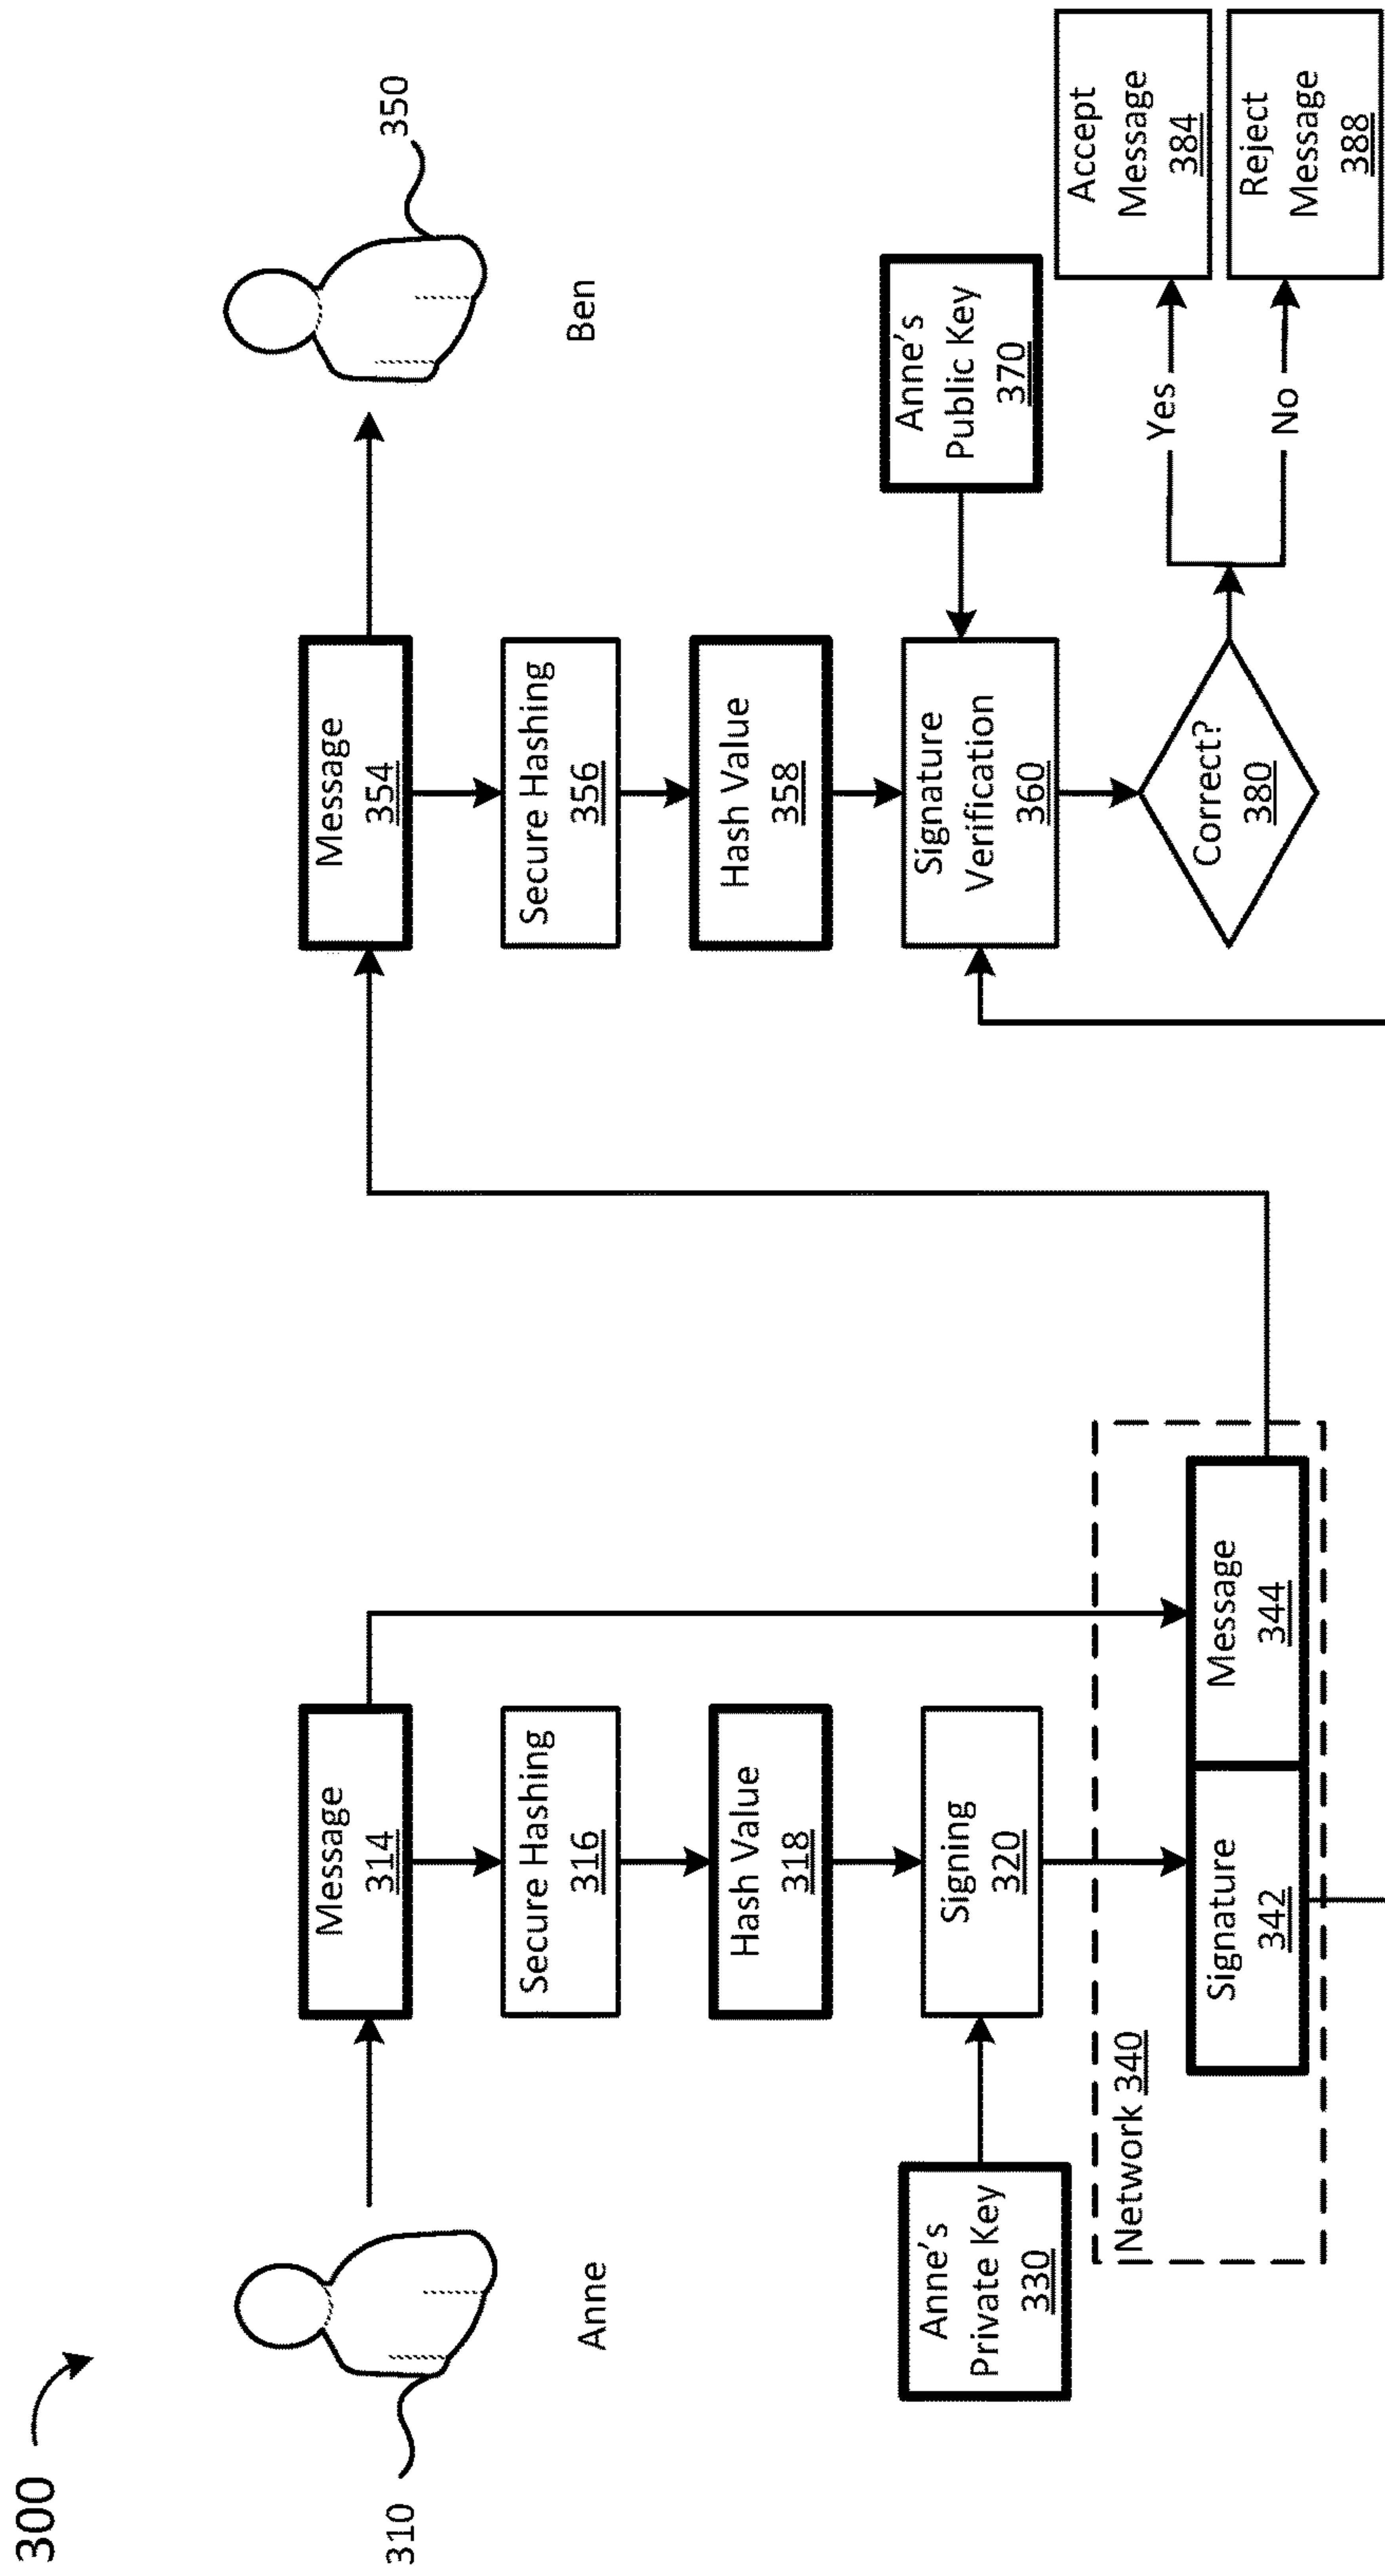 300
310
Anne
Message
314
Secure Hashing
316
Hash Value
318
Anne's
Private Key
330
Signing
320
Network 340
Signature
342
Message
344
350
Ben
Message
354
Secure Hashing
356
Hash Value
358
Signature
Verification
360
Anne's
Public Key
370
Correct?
380
Yes
No
Accept
Message
384
Reject
Message
388